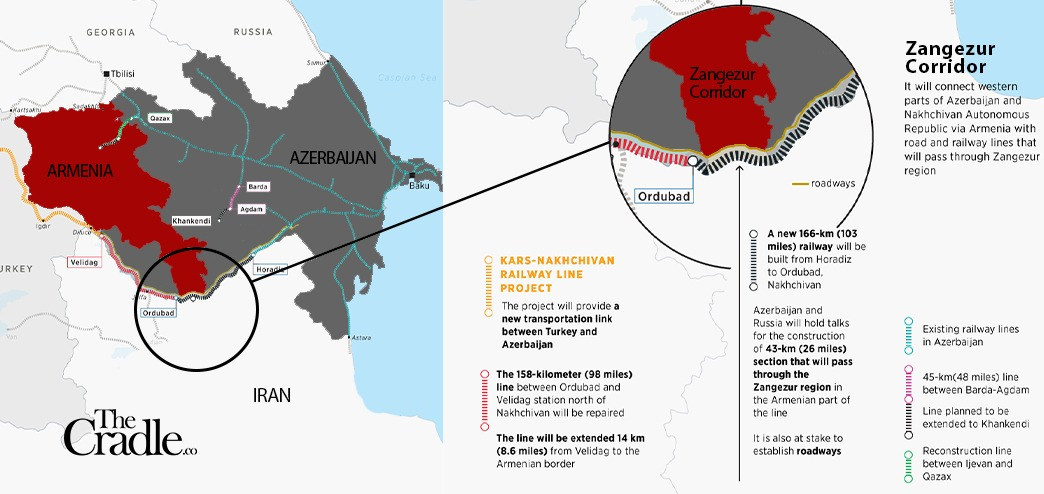 GEORGIA
RUSSIA
Tbilisi
Samur
Caspian Sea
Kartsakhi
Sadakhlo
Qazax
ARMENIA
AZERBAIJAN
Baku
Barda
Agdam
Khankendi
Igdir
Velidag
Horadiz
TURKEY
Julfa
Ordubad
Astara
IRAN
The
Cradle.co
Zangezur
Corridor
Ordubad
roadways
Zangezur
Corridor
It will connect western
parts of Azerbaijan and
Nakhchivan Autonomous
Republic via Armenia with
road and railway lines that
will pass through Zangezur
region
KARS-NAKHCHIVAN
RAILWAY LINE
PROJECT
The project will provide a
new transportation link
between Turkey and
Azerbaijan
The 158-kilometer (98 miles)
line between Ordubad and
Velidag station north of
Nakhchivan will be repaired
The line will be extended 14 km
(8.6 miles) from Velidag to the
Armenian border
A new 166-km (103
miles) railway will be
built from Horadiz
to Ordubad,
Nakhchivan
Azerbaijan and
Russia will hold talks
for the construction
of 43-km (26 miles)
section that will pass
through the
Zangezur region in
the Armenian part of
the line
It is also at stake to
establish roadways
Existing railway lines
in Azerbaijan
45-km(48 miles) line
between Barda-Agdam
Line planned to be
extended to Khankendi
Reconstruction line
between Ijevan and
Qazax